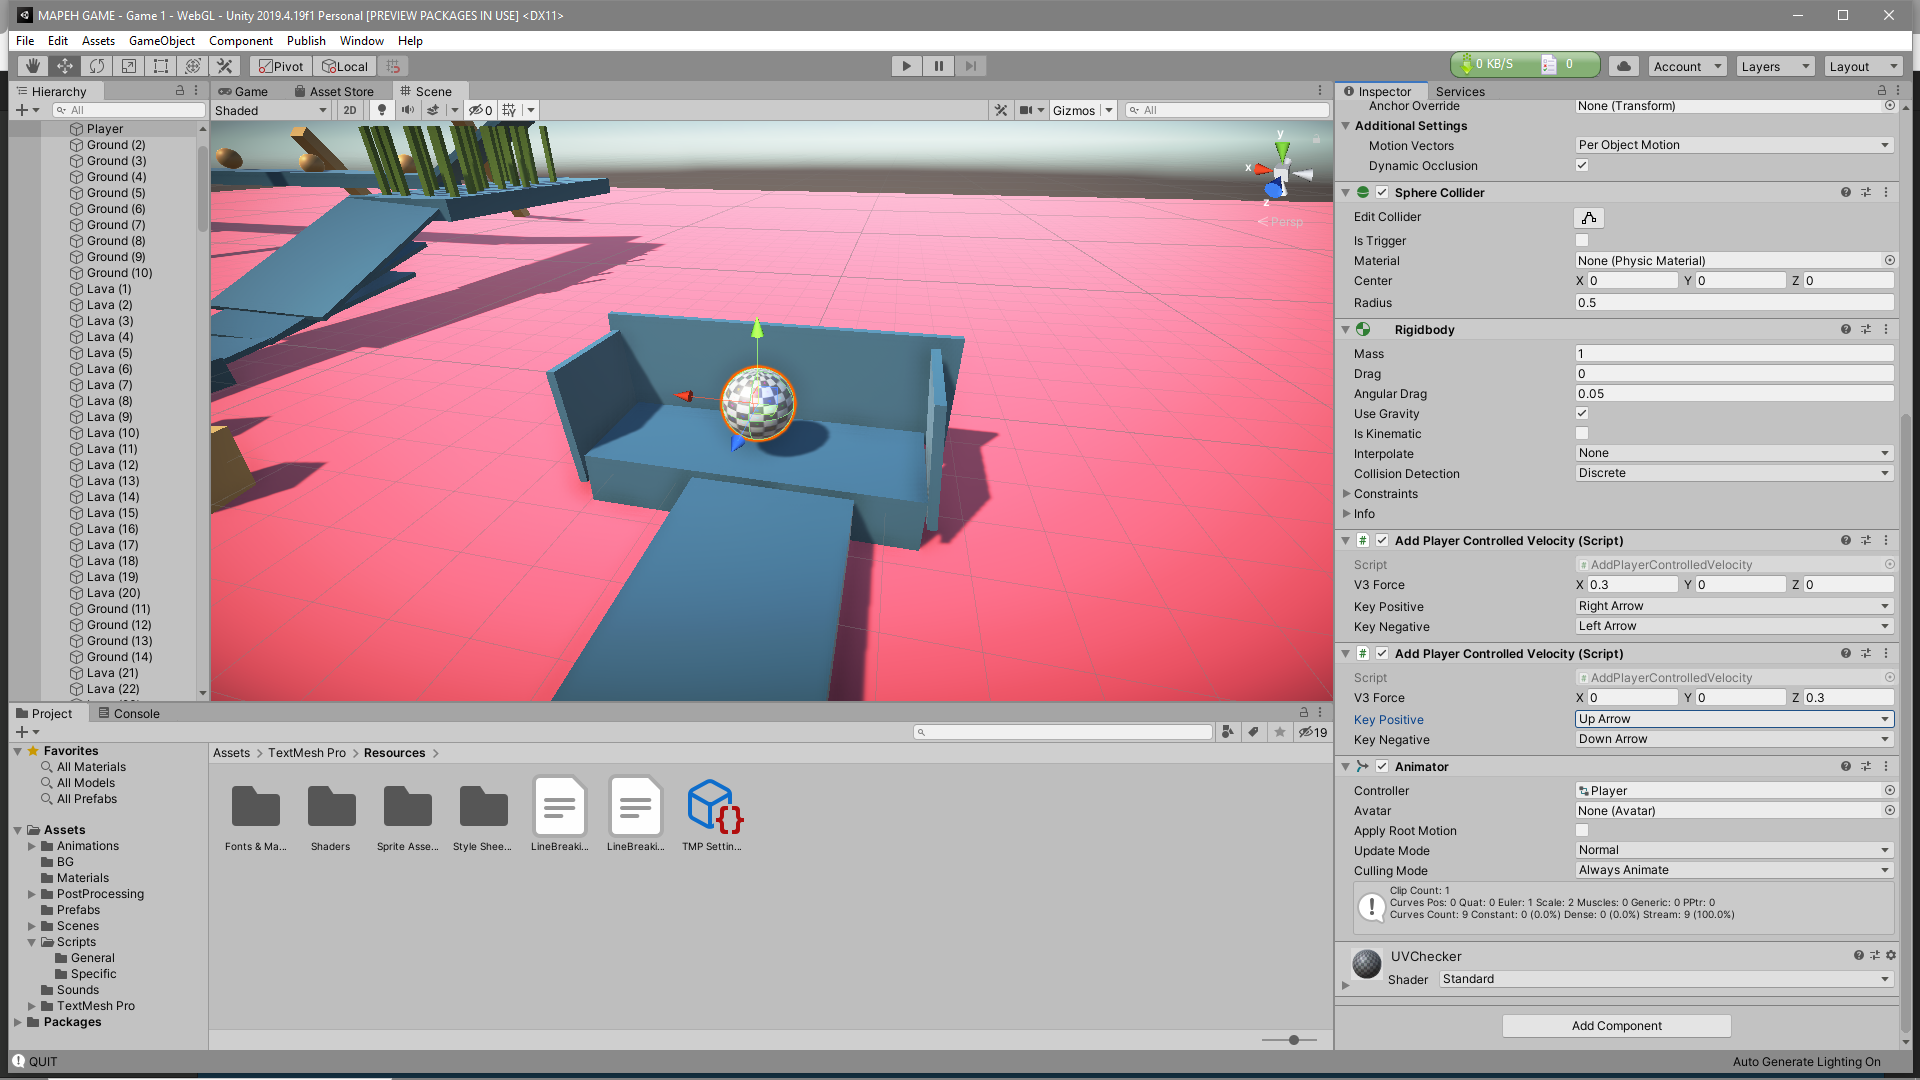 MAPEH GAME - Game 1 - WebGL - Unity 2019.4.19f1 Personal [PREVIEW PACKAGES IN USE] <DX11>
File Edit Assets GameObject Component Publish Window Help
Pivot Local 0 KB/S 0 Account Layers Layout
Hierarchy Game Asset Store Scene Inspector Services
All Shaded 2D 0 Gizmos All
Player
Ground (2)
Ground (3)
Ground (4)
Ground (5)
Ground (6)
Ground (7)
Ground (8)
Ground (9)
Ground (10)
Lava (1)
Lava (2)
Lava (3)
Lava (4)
Lava (5)
Lava (6)
Lava (7)
Lava (8)
Lava (9)
Lava (10)
Lava (11)
Lava (12)
Lava (13)
Lava (14)
Lava (15)
Lava (16)
Lava (17)
Lava (18)
Lava (19)
Lava (20)
Ground (11)
Ground (12)
Ground (13)
Ground (14)
Lava (21)
Lava (22)
y
x
z
< Persp
Anchor Override None (Transform)
Additional Settings
Motion Vectors Per Object Motion
Dynamic Occlusion
Sphere Collider
Edit Collider
Is Trigger
Material None (Physic Material)
Center X 0 Y 0 Z 0
Radius 0.5
Rigidbody
Mass 1
Drag 0
Angular Drag 0.05
Use Gravity
Is Kinematic
Interpolate None
Collision Detection Discrete
Constraints
Info
# Add Player Controlled Velocity (Script)
Script # AddPlayerControlledVelocity
V3 Force X 0.3 Y 0 Z 0
Key Positive Right Arrow
Key Negative Left Arrow
# Add Player Controlled Velocity (Script)
Script # AddPlayerControlledVelocity
V3 Force X 0 Y 0 Z 0.3
Key Positive Up Arrow
Key Negative Down Arrow
Animator
Controller Player
Avatar None (Avatar)
Apply Root Motion
Update Mode Normal
Culling Mode Always Animate
Clip Count: 1
Curves Pos: 0 Quat: 0 Euler: 1 Scale: 2 Muscles: 0 Generic: 0 PPtr: 0
Curves Count: 9 Constant: 0 (0.0%) Dense: 0 (0.0%) Stream: 9 (100.0%)
UVChecker
Shader Standard
Add Component
Project Console
19
Favorites
All Materials
All Models
All Prefabs
Assets
Animations
BG
Materials
PostProcessing
Prefabs
Scenes
Scripts
General
Specific
Sounds
TextMesh Pro
Packages
Assets > TextMesh Pro > Resources >
Fonts & Ma... Shaders Sprite Asse... Style Shee... LineBreaki... LineBreaki... TMP Settin...
QUIT
Auto Generate Lighting On